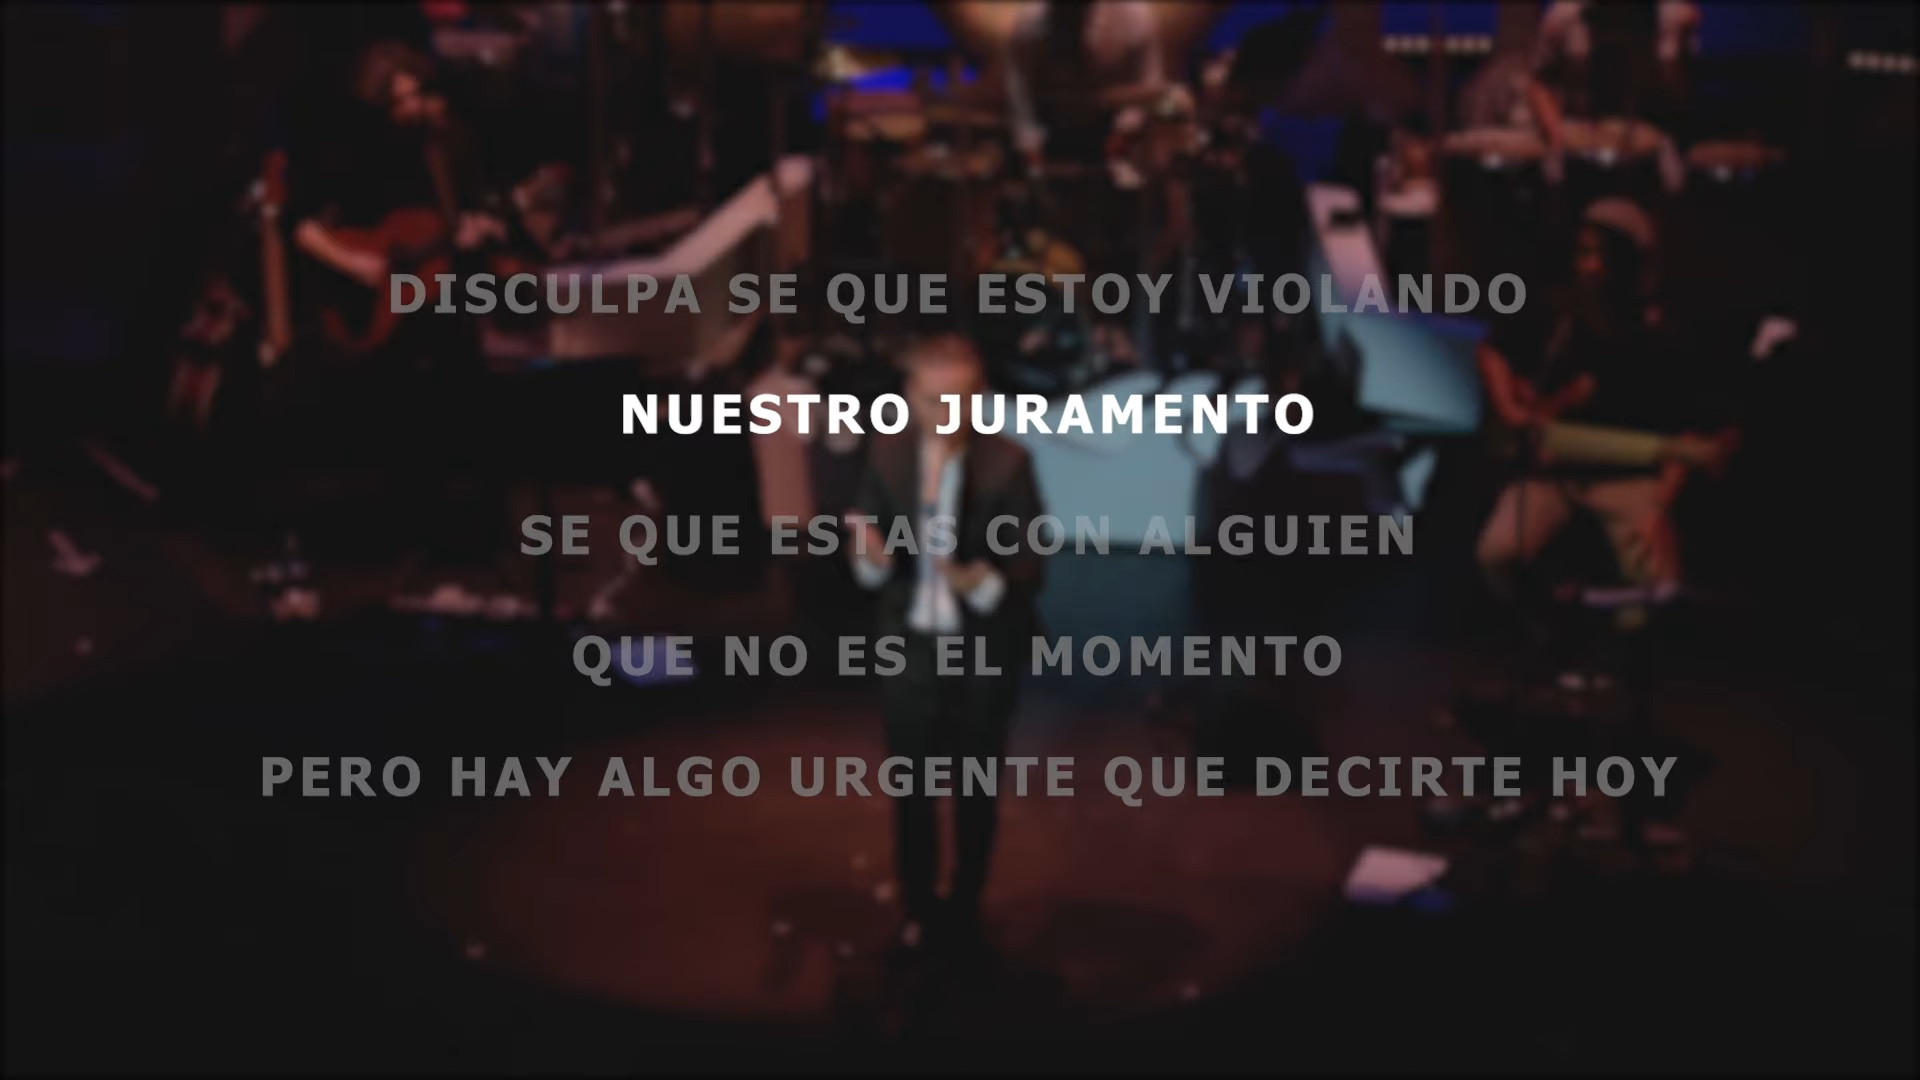 DISCULPA SE QUE ESTOY VIOLANDO
NUESTRO JURAMENTO
SE QUE ESTAS CON ALGUIEN
QUE NO ES EL MOMENTO
PERO HAY ALGO URGENTE QUE DECIRTE HOY